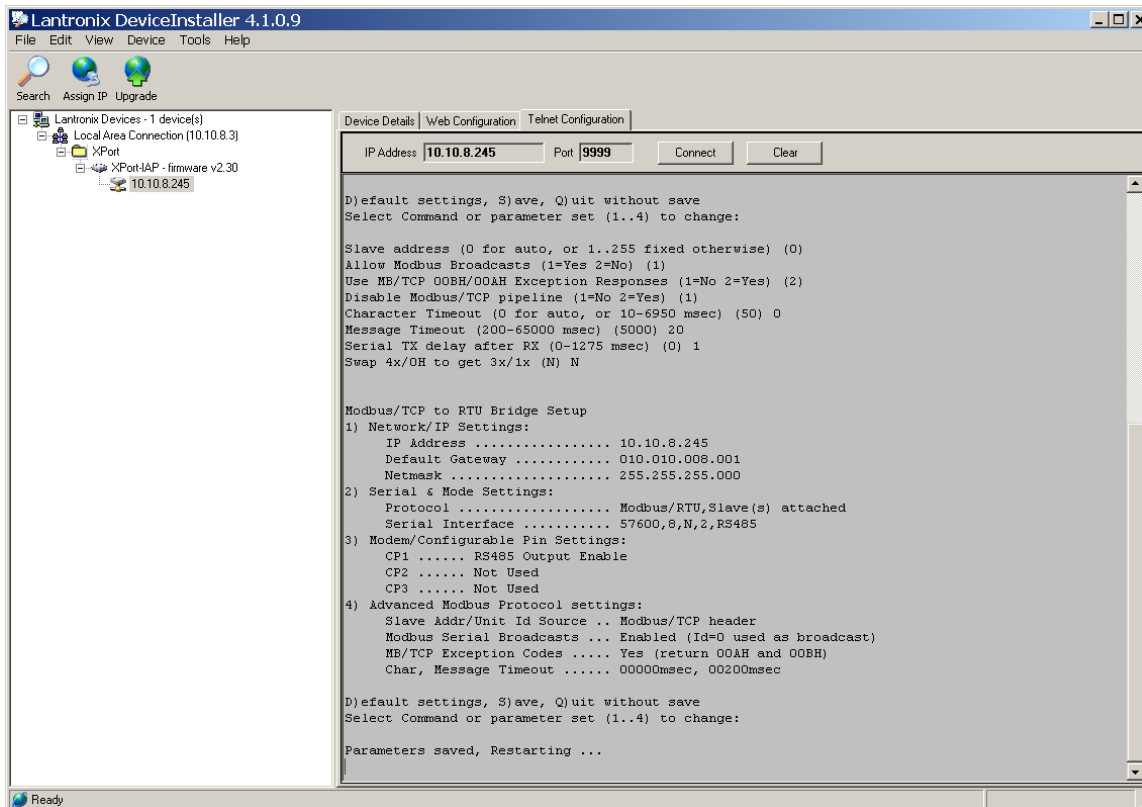 Lantronix DeviceInstaller 4.1.0.9
File Edit View Device Tools Help
Search Assign IP Upgrade
Lantronix Devices - 1 device(s)
Local Area Connection (10.10.8.3)
XPort
XPort-IAP - firmware v2.30
10.10.8.245
Device Details Web Configuration Telnet Configuration
IP Address 10.10.8.245 Port 9999 Connect Clear
D)efault settings, S)ave, Q)uit without save
Select Command or parameter set (1..4) to change:
Slave address (0 for auto, or 1..255 fixed otherwise) (0)
Allow Modbus Broadcasts (1=Yes 2=No) (1)
Use MB/TCP 00BH/00AH Exception Responses (1=No 2=Yes) (2)
Disable Modbus/TCP pipeline (1=No 2=Yes) (1)
Character Timeout (0 for auto, or 10-6950 msec) (50) 0
Message Timeout (200-65000 msec) (5000) 20
Serial TX delay after RX (0-1275 msec) (0) 1
Swap 4x/0H to get 3x/1x (N) N
Modbus/TCP to RTU Bridge Setup
1) Network/IP Settings:
IP Address ................. 10.10.8.245
Default Gateway ............ 010.010.008.001
Netmask .................... 255.255.255.000
2) Serial & Mode Settings:
Protocol ................... Modbus/RTU,Slave(s) attached
Serial Interface ........... 57600,8,N,2,RS485
3) Modem/Configurable Pin Settings:
CP1 ...... RS485 Output Enable
CP2 ...... Not Used
CP3 ...... Not Used
4) Advanced Modbus Protocol settings:
Slave Addr/Unit Id Source .. Modbus/TCP header
Modbus Serial Broadcasts ... Enabled (Id=0 used as broadcast)
MB/TCP Exception Codes ..... Yes (return 00AH and 00BH)
Char, Message Timeout ...... 00000msec, 00200msec
D)efault settings, S)ave, Q)uit without save
Select Command or parameter set (1..4) to change:
Parameters saved, Restarting ...
Ready